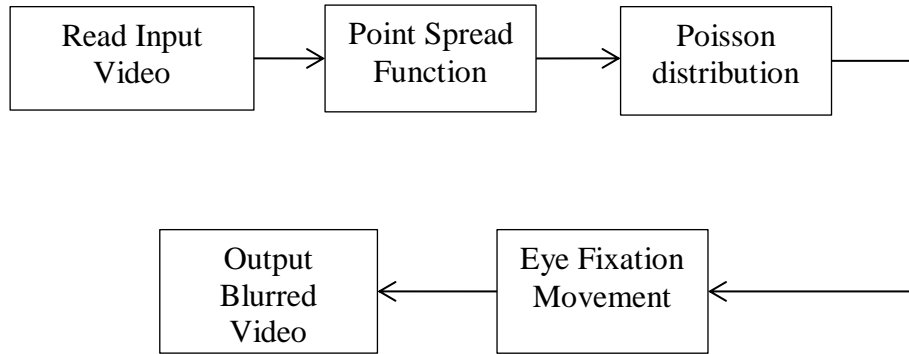 Read Input
Video
Point Spread
Function
Poisson
distribution
Eye Fixation
Movement
Output
Blurred
Video